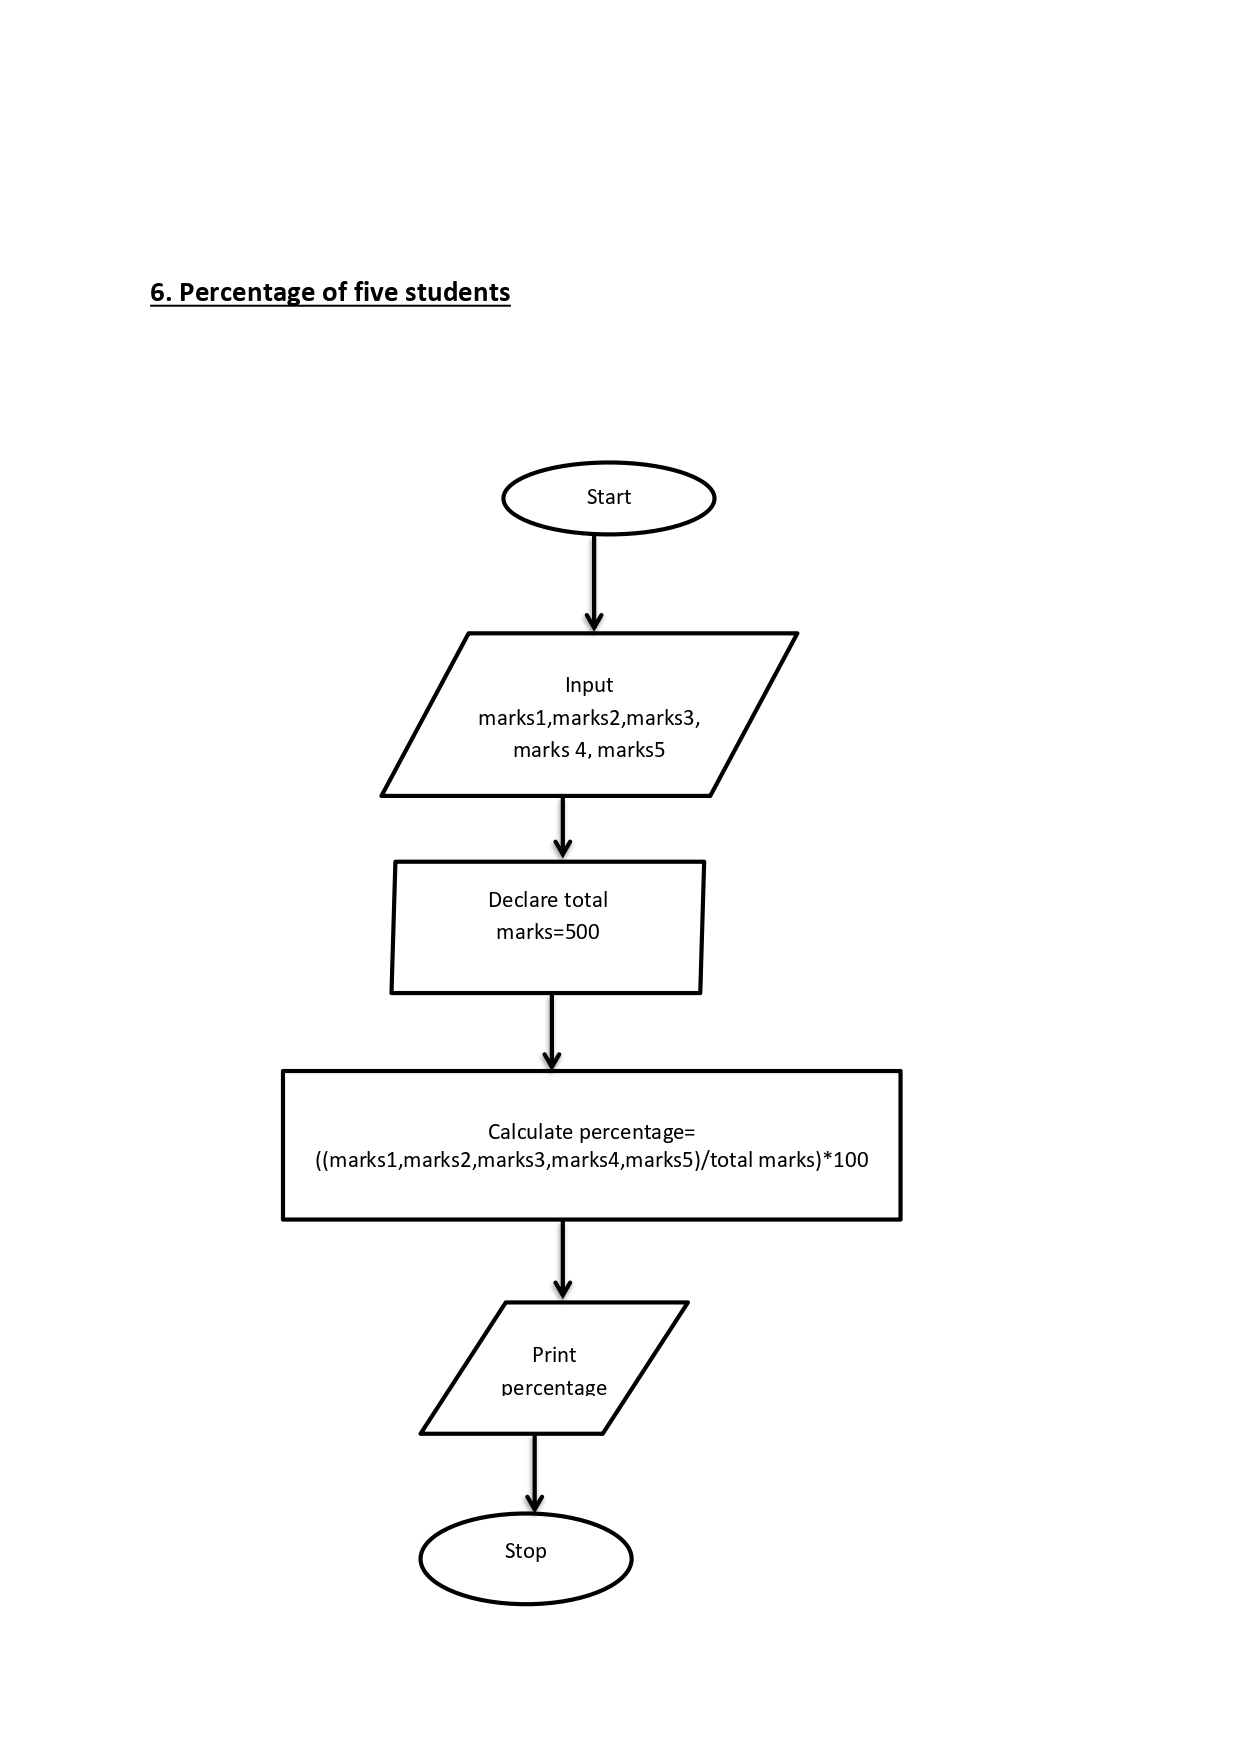 6. Percentage of five students
Start
Input
marks1,marks2,marks3,
marks 4, marks5
Declare total
marks=500
Calculate percentage=
((marks1,marks2,marks3,marks4,marks5)/total marks)*100
Print
percentage
Stop